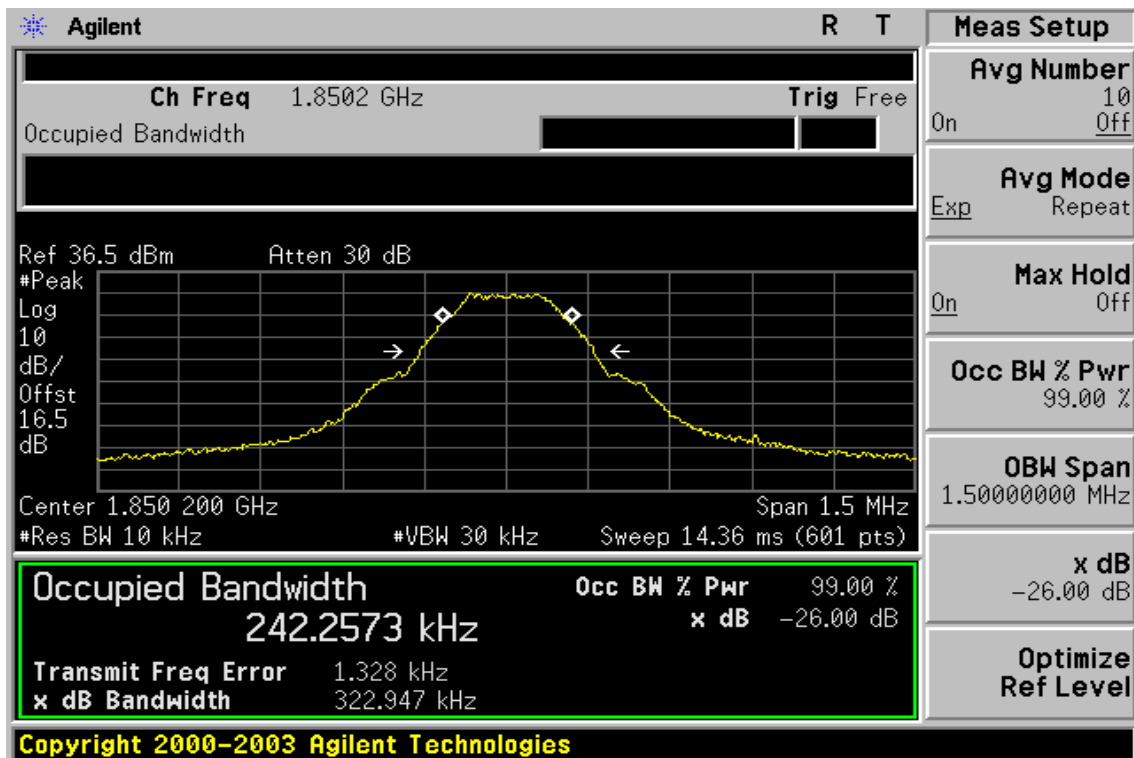 Agilent R T
Ch Freq 1.8502 GHz Trig Free
Occupied Bandwidth
Ref 36.5 dBm Atten 30 dB
#Peak
Log
10
dB/
Offst
16.5
dB
Center 1.850 200 GHz Span 1.5 MHz
#Res BW 10 kHz #VBW 30 kHz Sweep 14.36 ms (601 pts)
Occupied Bandwidth Occ BW % Pwr 99.00 %
242.2573 kHz x dB -26.00 dB
Transmit Freq Error 1.328 kHz
x dB Bandwidth 322.947 kHz
Copyright 2000-2003 Agilent Technologies
Meas Setup
Avg Number
10
On Off
Avg Mode
Exp Repeat
Max Hold
On Off
Occ BW % Pwr
99.00 %
OBW Span
1.50000000 MHz
x dB
-26.00 dB
Optimize
Ref Level